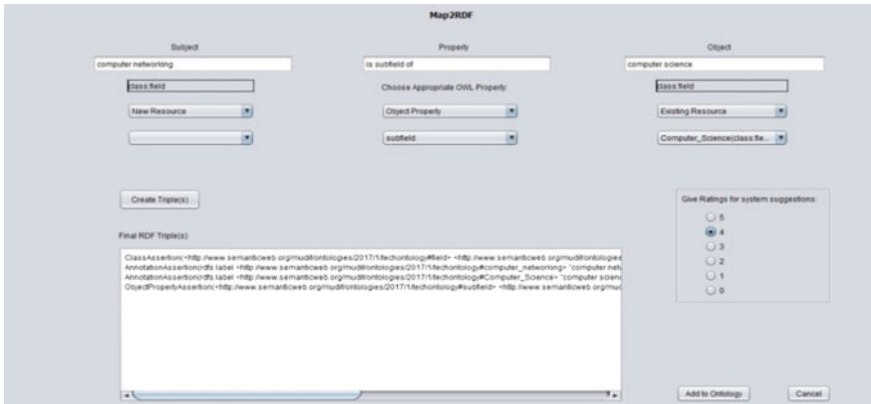 Map2RDF
Subject Property Object
computer networking is subfield of computer science
class:field Choose Appropriate OWL Property: class:field
New Resource Object Property Existing Resource
subfield Computer_Science(class:fie...
Create Triple(s)
Give Ratings for system suggestions:
5
4
3
2
1
0
Final RDF Triple(s)
ClassAssertion(<http://www.semanticweb.org/mudit/ontologies/2017/1/techontology#field> <http://www.semanticweb.org/mudit/ontologies
AnnotationAssertion(rdfs:label <http://www.semanticweb.org/mudit/ontologies/2017/1/techontology#computer_networking> "computer netw
AnnotationAssertion(rdfs:label <http://www.semanticweb.org/mudit/ontologies/2017/1/techontology#Computer_Science> "computer scienc
ObjectPropertyAssertion(<http://www.semanticweb.org/mudit/ontologies/2017/1/techontology#subfield> <http://www.semanticweb.org/mud
Add to Ontology Cancel